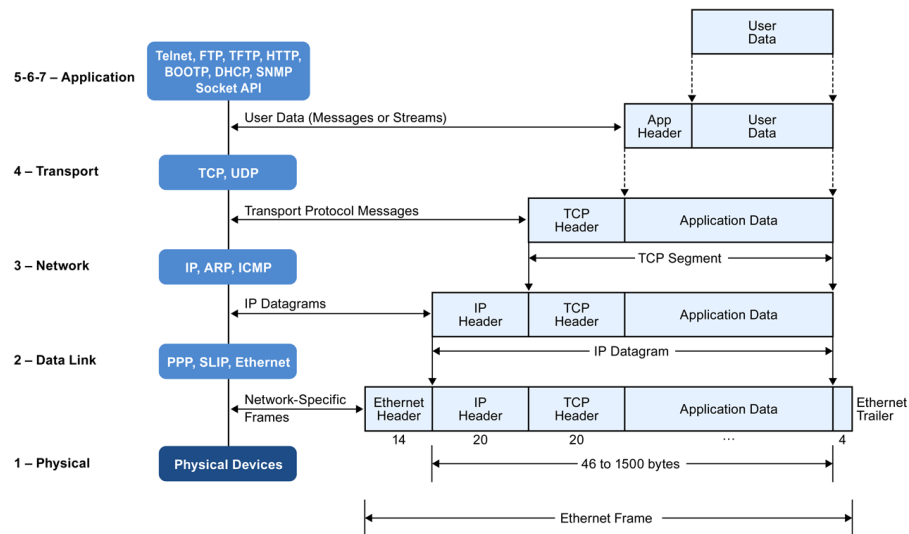 User
Data
Telnet, FTP, TFTP, HTTP,
BOOTP, DHCP, SNMP
Socket API
5-6-7 – Application
User Data (Messages or Streams)
App
Header
User
Data
4 – Transport
TCP, UDP
Transport Protocol Messages
TCP
Header
Application Data
3 – Network
IP, ARP, ICMP
TCP Segment
IP Datagrams
IP
Header
TCP
Header
Application Data
2 – Data Link
PPP, SLIP, Ethernet
IP Datagram
Network-Specific
Frames
Ethernet
Header
IP
Header
TCP
Header
Application Data
Ethernet
Trailer
14
20
20
...
4
1 – Physical
Physical Devices
46 to 1500 bytes
Ethernet Frame